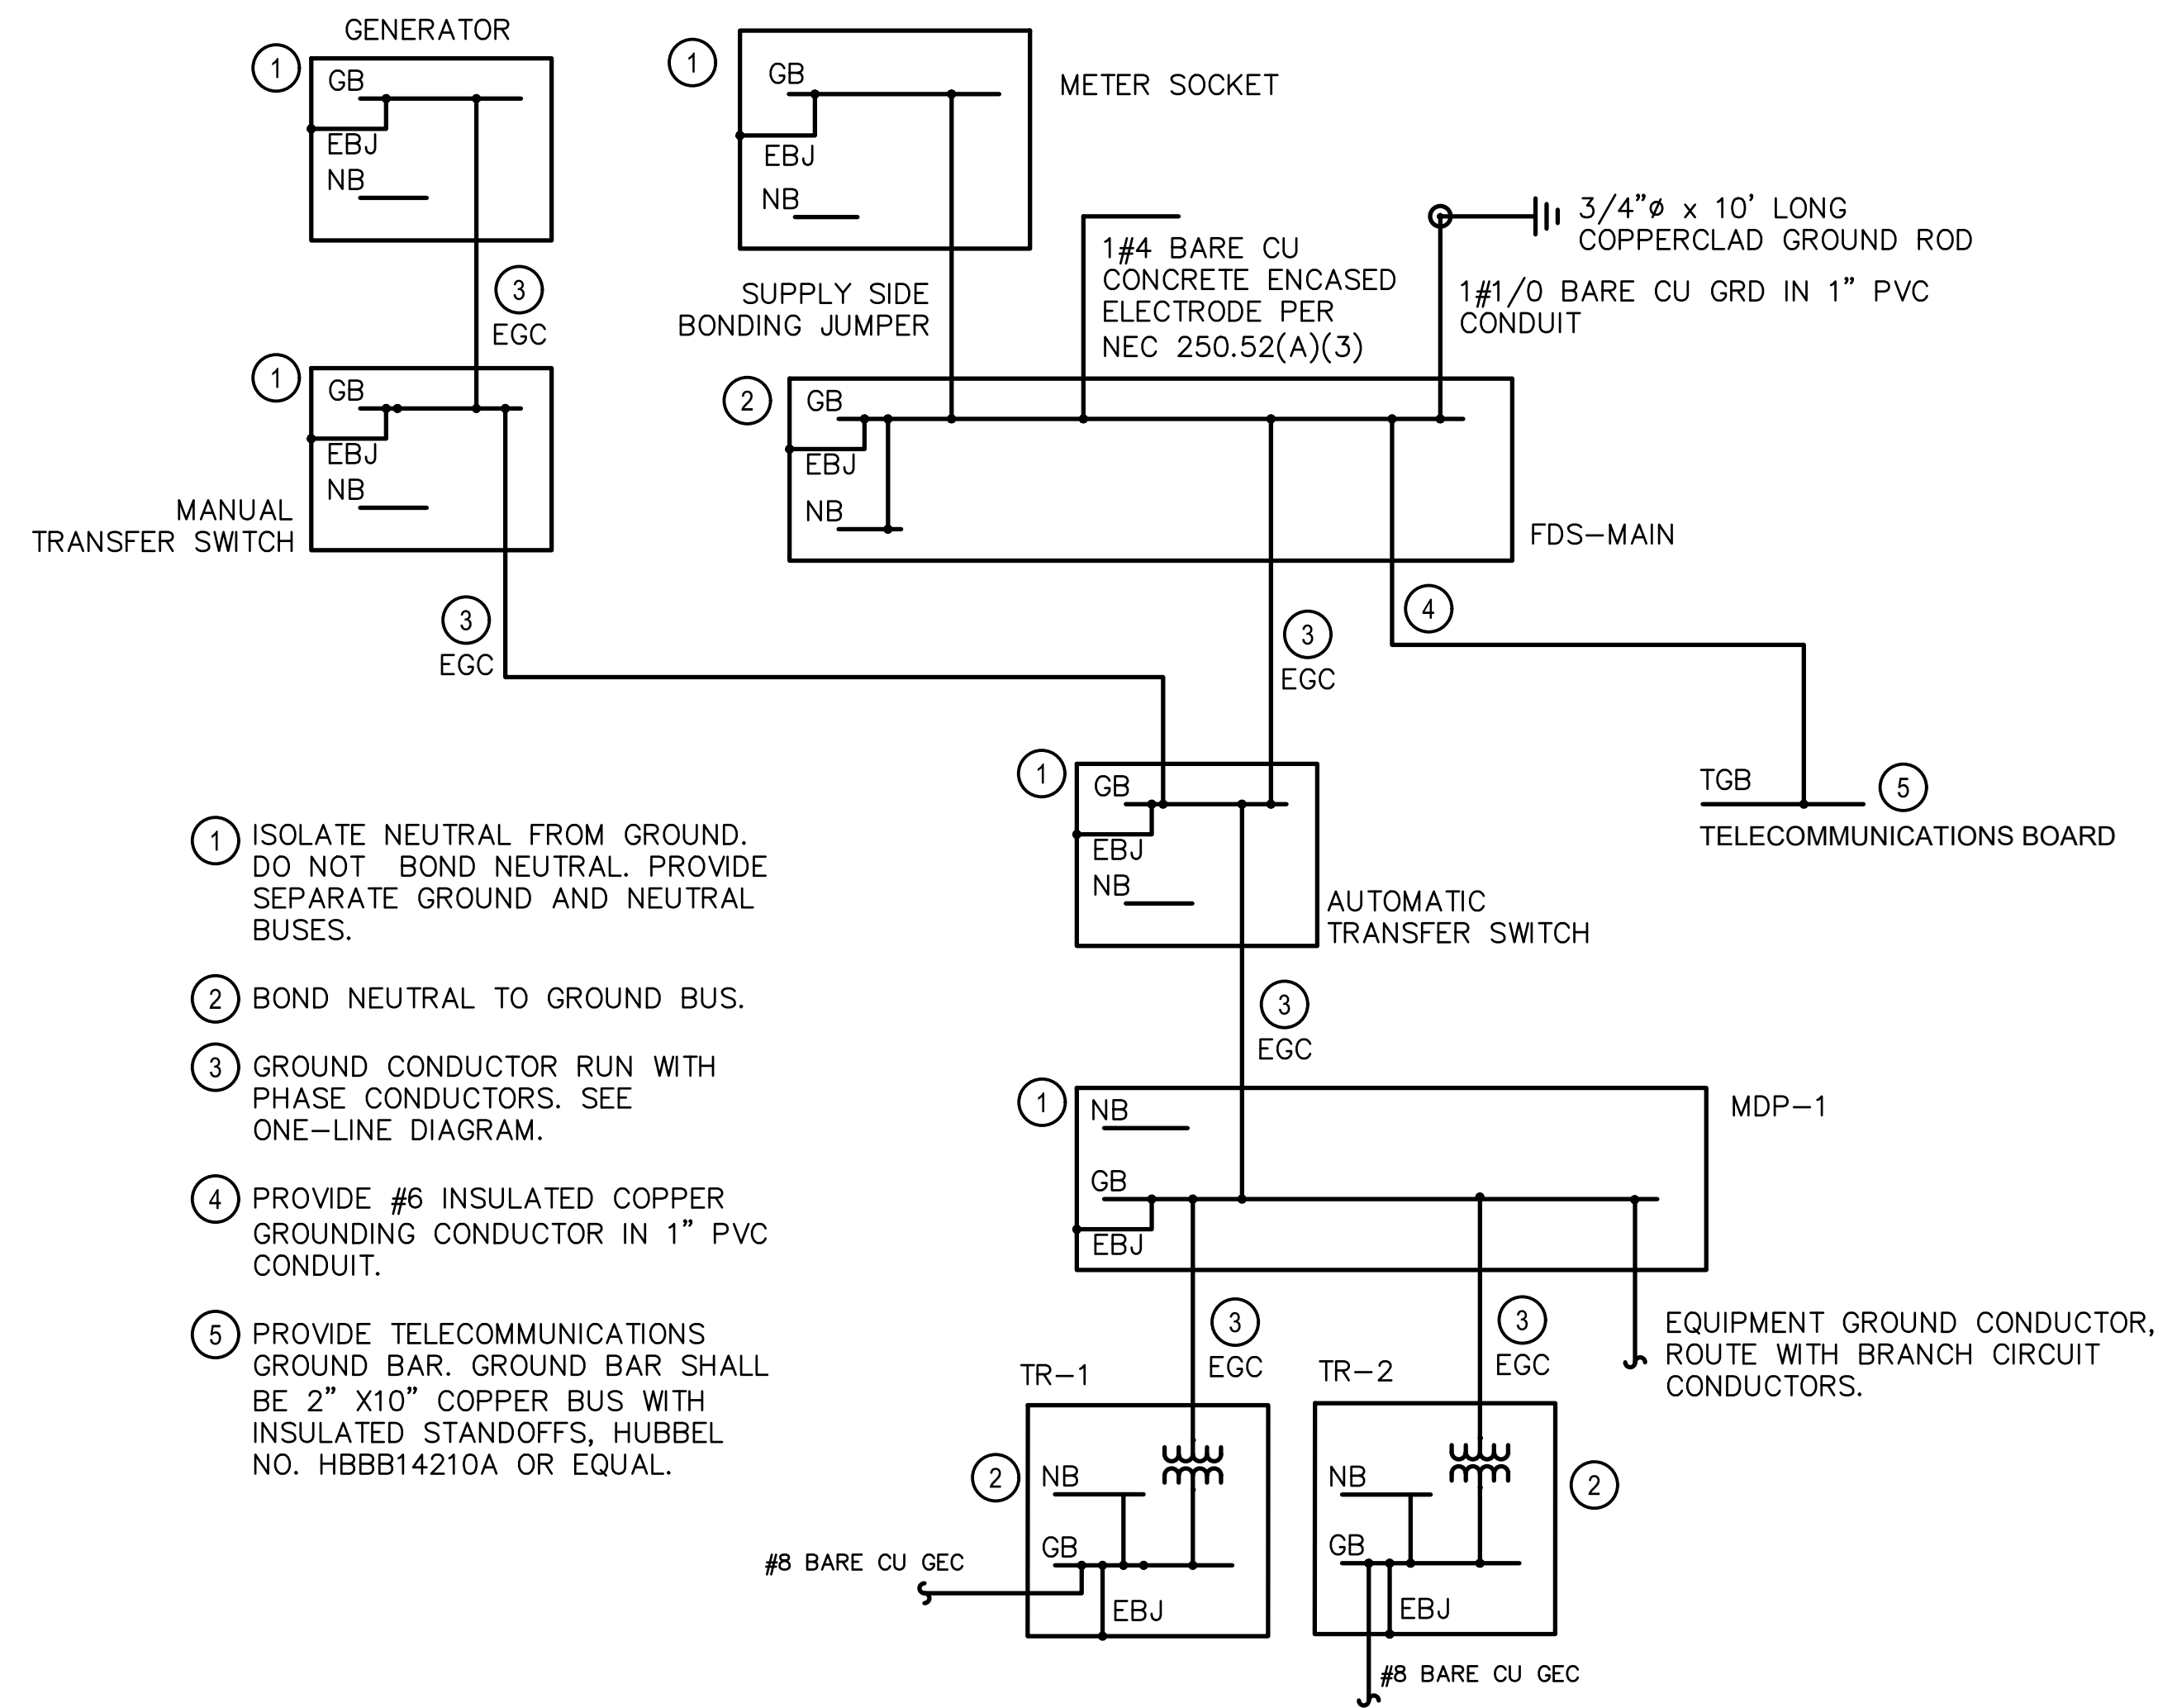 GENERATOR
1
GB
EBJ
NB
3
EGC
1
GB
EBJ
NB
MANUAL
TRANSFER SWITCH
3
EGC
1
GB
EBJ
NB
METER SOCKET
SUPPLY SIDE
BONDING JUMPER
1#4 BARE CU
CONCRETE ENCASED
ELECTRODE PER
NEC 250.52(A)(3)
3/4"ø x 10' LONG
COPPERCLAD GROUND ROD
1#1/0 BARE CU GRD IN 1" PVC
CONDUIT
2
GB
EBJ
NB
FDS-MAIN
3
EGC
4
TGB
5
TELECOMMUNICATIONS BOARD
1
GB
EBJ
NB
AUTOMATIC
TRANSFER SWITCH
3
EGC
1
NB
GB
EBJ
MDP-1
3
EGC
3
EGC
EQUIPMENT GROUND CONDUCTOR,
ROUTE WITH BRANCH CIRCUIT
CONDUCTORS.
TR-1
2
NB
GB
EBJ
#8 BARE CU GEC
TR-2
2
NB
GB
EBJ
#8 BARE CU GEC
1 ISOLATE NEUTRAL FROM GROUND.
DO NOT BOND NEUTRAL. PROVIDE
SEPARATE GROUND AND NEUTRAL
BUSES.
2 BOND NEUTRAL TO GROUND BUS.
3 GROUND CONDUCTOR RUN WITH
PHASE CONDUCTORS. SEE
ONE-LINE DIAGRAM.
4 PROVIDE #6 INSULATED COPPER
GROUNDING CONDUCTOR IN 1" PVC
CONDUIT.
5 PROVIDE TELECOMMUNICATIONS
GROUND BAR. GROUND BAR SHALL
BE 2" X10" COPPER BUS WITH
INSULATED STANDOFFS, HUBBEL
NO. HBBB14210A OR EQUAL.